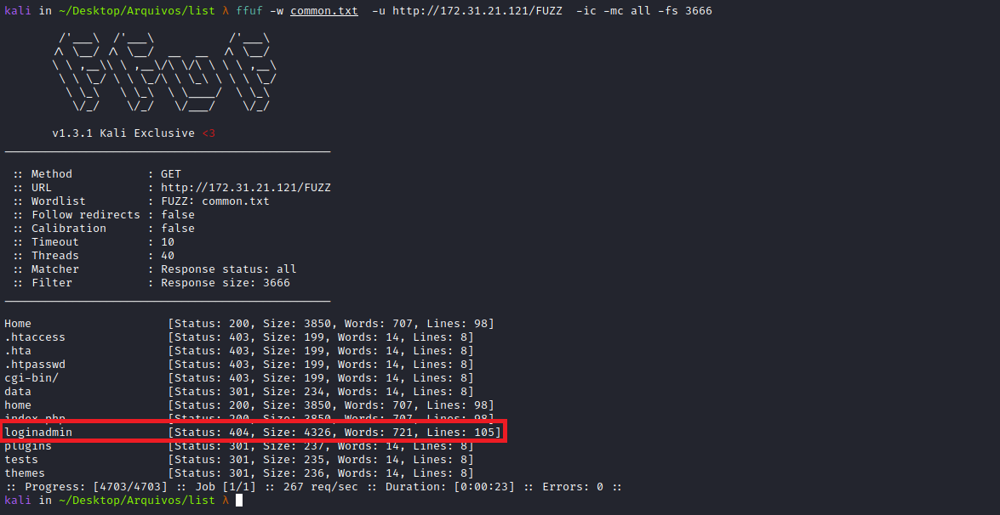 kali in ~/Desktop/Arquivos/list λ ffuf -w common.txt  -u http://172.31.21.121/FUZZ  -ic -mc all -fs 3666
        /'___\  /'___\           /'___\
       /\ \__/ /\ \__/  __  __  /\ \__/
       \ \ ,__\\ \ ,__\/\ \/\ \ \ \ ,__\
        \ \ \_/ \ \ \_/\ \ \_\ \ \ \ \_/
         \ \_\   \ \_\  \ \____/  \ \_\
          \/_/    \/_/   \/___/    \/_/
       v1.3.1 Kali Exclusive <3
________________________________________________
 :: Method           : GET
 :: URL              : http://172.31.21.121/FUZZ
 :: Wordlist         : FUZZ: common.txt
 :: Follow redirects : false
 :: Calibration      : false
 :: Timeout          : 10
 :: Threads          : 40
 :: Matcher          : Response status: all
 :: Filter           : Response size: 3666
________________________________________________
Home                    [Status: 200, Size: 3850, Words: 707, Lines: 98]
.htaccess               [Status: 403, Size: 199, Words: 14, Lines: 8]
.hta                    [Status: 403, Size: 199, Words: 14, Lines: 8]
.htpasswd               [Status: 403, Size: 199, Words: 14, Lines: 8]
cgi-bin/                [Status: 403, Size: 199, Words: 14, Lines: 8]
data                    [Status: 301, Size: 234, Words: 14, Lines: 8]
home                    [Status: 200, Size: 3850, Words: 707, Lines: 98]
index.php               [Status: 200, Size: 3850, Words: 707, Lines: 98]
loginadmin              [Status: 404, Size: 4326, Words: 721, Lines: 105]
plugins                 [Status: 301, Size: 237, Words: 14, Lines: 8]
tests                   [Status: 301, Size: 235, Words: 14, Lines: 8]
themes                  [Status: 301, Size: 236, Words: 14, Lines: 8]
:: Progress: [4703/4703] :: Job [1/1] :: 267 req/sec :: Duration: [0:00:23] :: Errors: 0 ::
kali in ~/Desktop/Arquivos/list λ